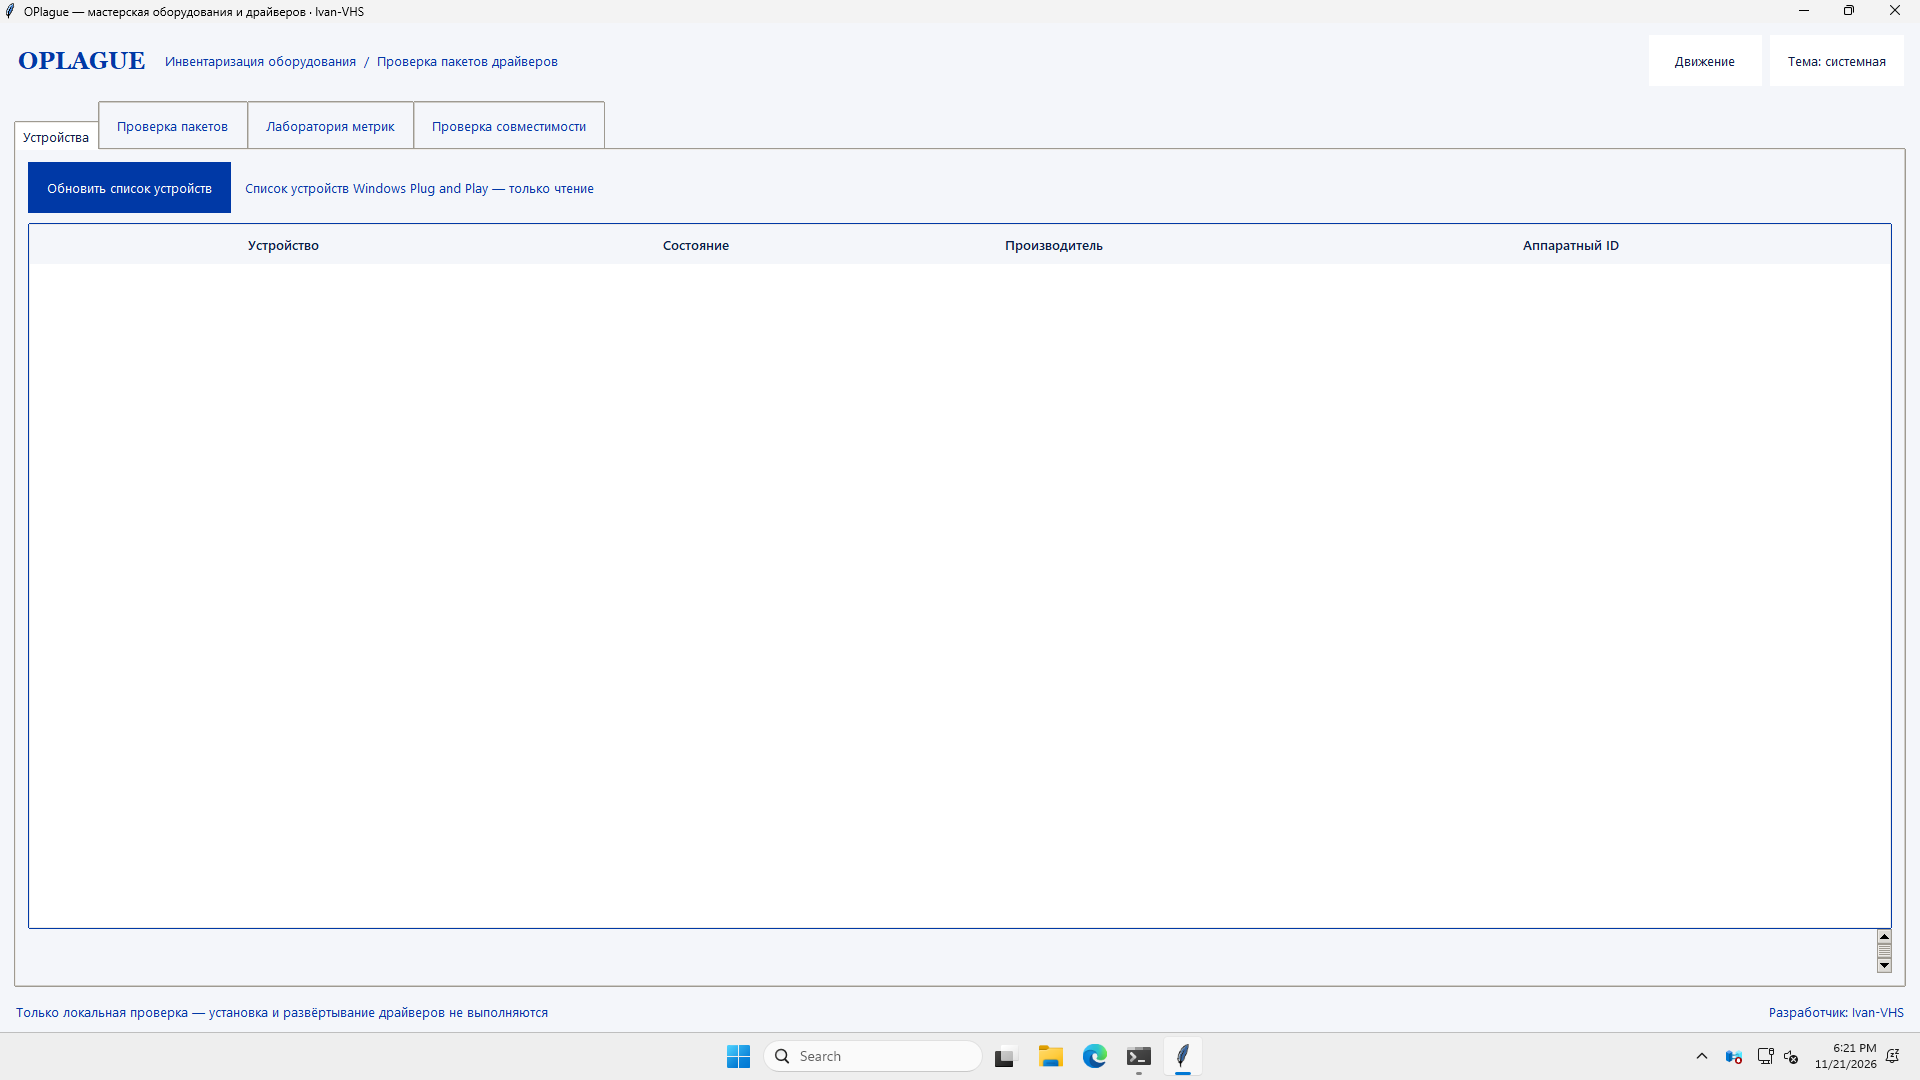 OPlague — мастерская оборудования и драйверов · Ivan-VHS
OPLAGUE
Инвентаризация оборудования / Проверка пакетов драйверов
Движение
Тема: системная
Устройства
Проверка пакетов
Лаборатория метрик
Проверка совместимости
Обновить список устройств
Список устройств Windows Plug and Play — только чтение
Устройство
Состояние
Производитель
Аппаратный ID
Только локальная проверка — установка и развёртывание драйверов не выполняются
Разработчик: Ivan-VHS
Search
6:21 PM
11/21/2026